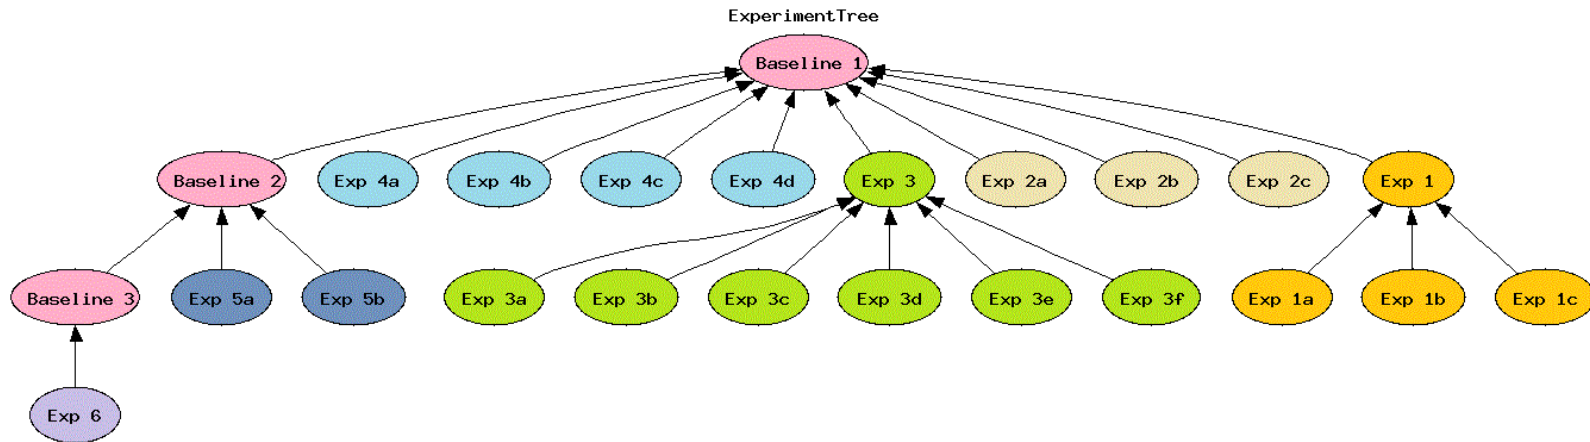 ExperimentTree
Baseline 1
Baseline 2
Exp 4a
Exp 4b
Exp 4c
Exp 4d
Exp 3
Exp 2a
Exp 2b
Exp 2c
Exp 1
Baseline 3
Exp 5a
Exp 5b
Exp 3a
Exp 3b
Exp 3c
Exp 3d
Exp 3e
Exp 3f
Exp 1a
Exp 1b
Exp 1c
Exp 6